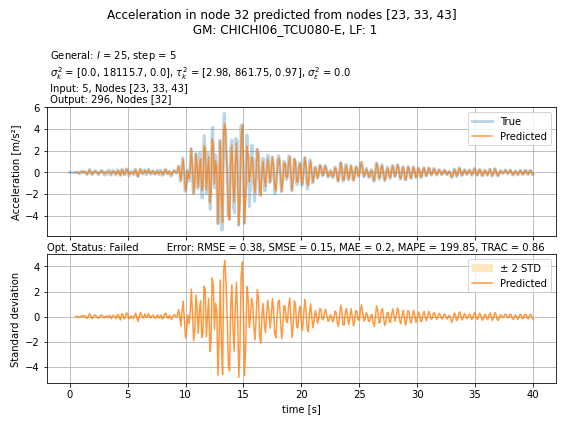 Acceleration in node 32 predicted from nodes [23, 33, 43]
GM: CHICHI06_TCU080-E, LF: 1
General: l = 25, step = 5
σ²ₖ = [0.0, 18115.7, 0.0], τ²ₖ = [2.98, 861.75, 0.97], σ²ε = 0.0
Input: 5, Nodes [23, 33, 43]
Output: 296, Nodes [32]
Acceleration [m/s²]
6
4
2
0
−2
−4
True
Predicted
Opt. Status: Failed Error: RMSE = 0.38, SMSE = 0.15, MAE = 0.2, MAPE = 199.85, TRAC = 0.86
Standard deviation
4
2
0
−2
−4
± 2 STD
Predicted
0 5 10 15 20 25 30 35 40
time [s]